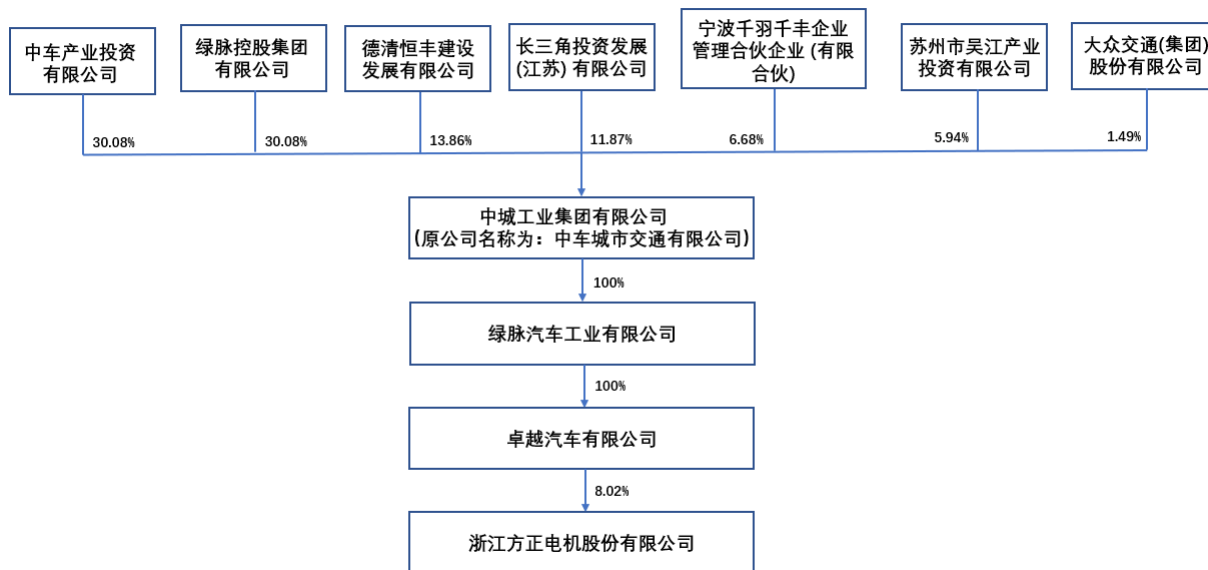 中车产业投资
有限公司
绿脉控股集团
有限公司
德清恒丰建设
发展有限公司
长三角投资发展
(江苏) 有限公司
宁波千羽千丰企业
管理合伙企业 (有限
合伙)
苏州市吴江产业
投资有限公司
大众交通(集团)
股份有限公司
30.08%
30.08%
13.86%
11.87%
6.68%
5.94%
1.49%
中城工业集团有限公司
(原公司名称为：中车城市交通有限公司)
100%
绿脉汽车工业有限公司
100%
卓越汽车有限公司
8.02%
浙江方正电机股份有限公司